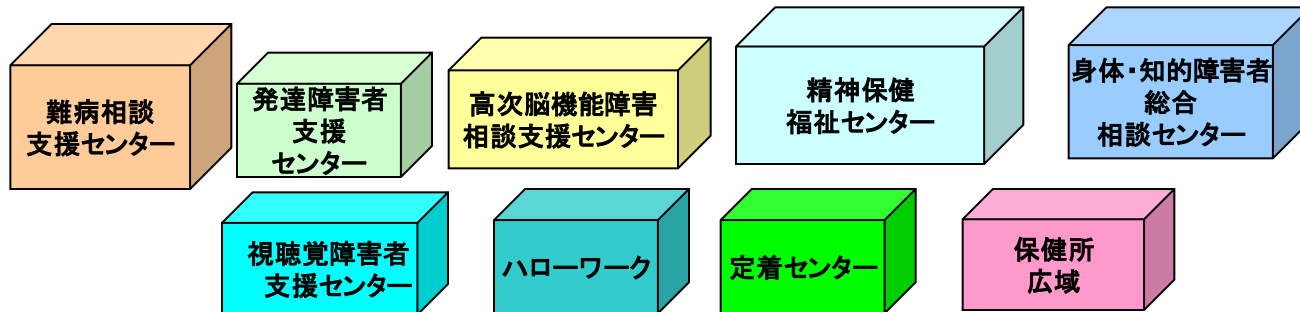 難病相談
支援センター
発達障害者
支援
センター
高次脳機能障害
相談支援センター
精神保健
福祉センター
身体・知的障害者
総合
相談センター
視聴覚障害者
支援センター
ハローワーク
定着センター
保健所
広域